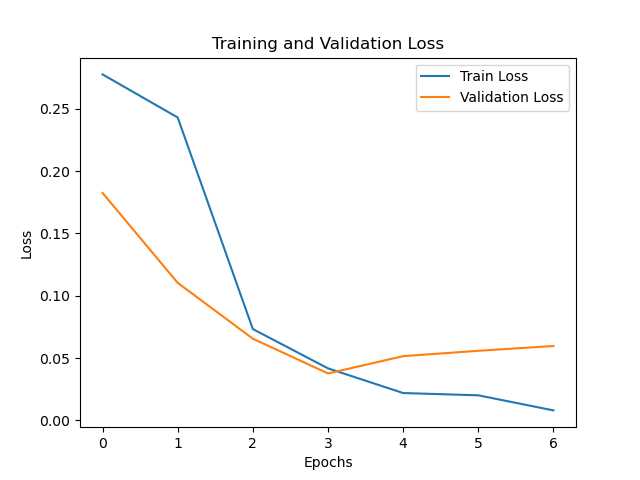 Training and Validation Loss
Train Loss
Validation Loss
0.25
0.20
0.15
0.10
0.05
0.00
Loss
0 1 2 3 4 5 6
Epochs